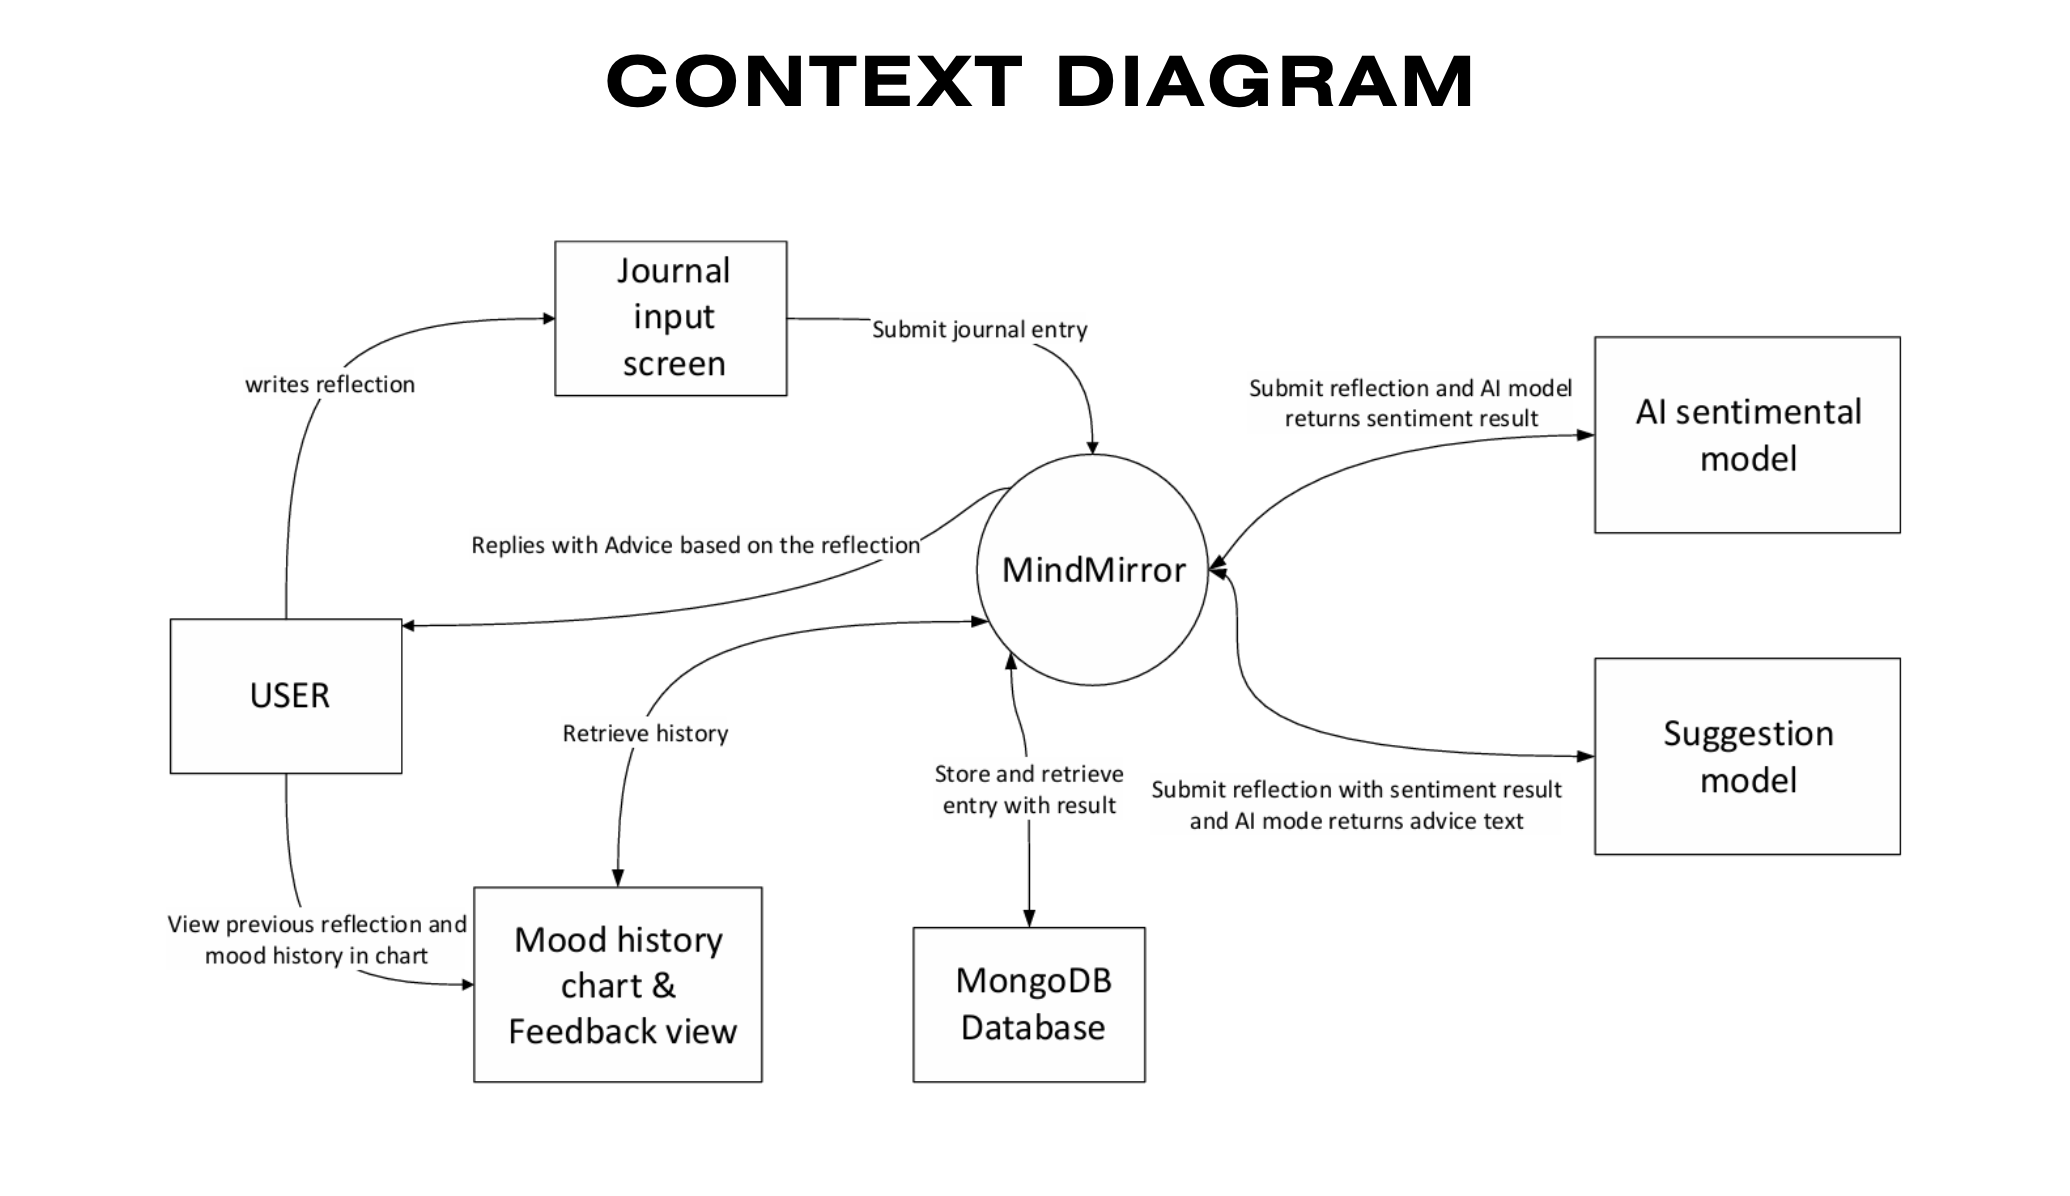 CONTEXT DIAGRAM
Journal
input
screen
Submit journal entry
writes reflection
Submit reflection and AI model
returns sentiment result
AI sentimental
model
Replies with Advice based on the reflection
MindMirror
USER
Retrieve history
Store and retrieve
entry with result
Submit reflection with sentiment result
and AI mode returns advice text
Suggestion
model
View previous reflection and
mood history in chart
Mood history
chart &
Feedback view
MongoDB
Database